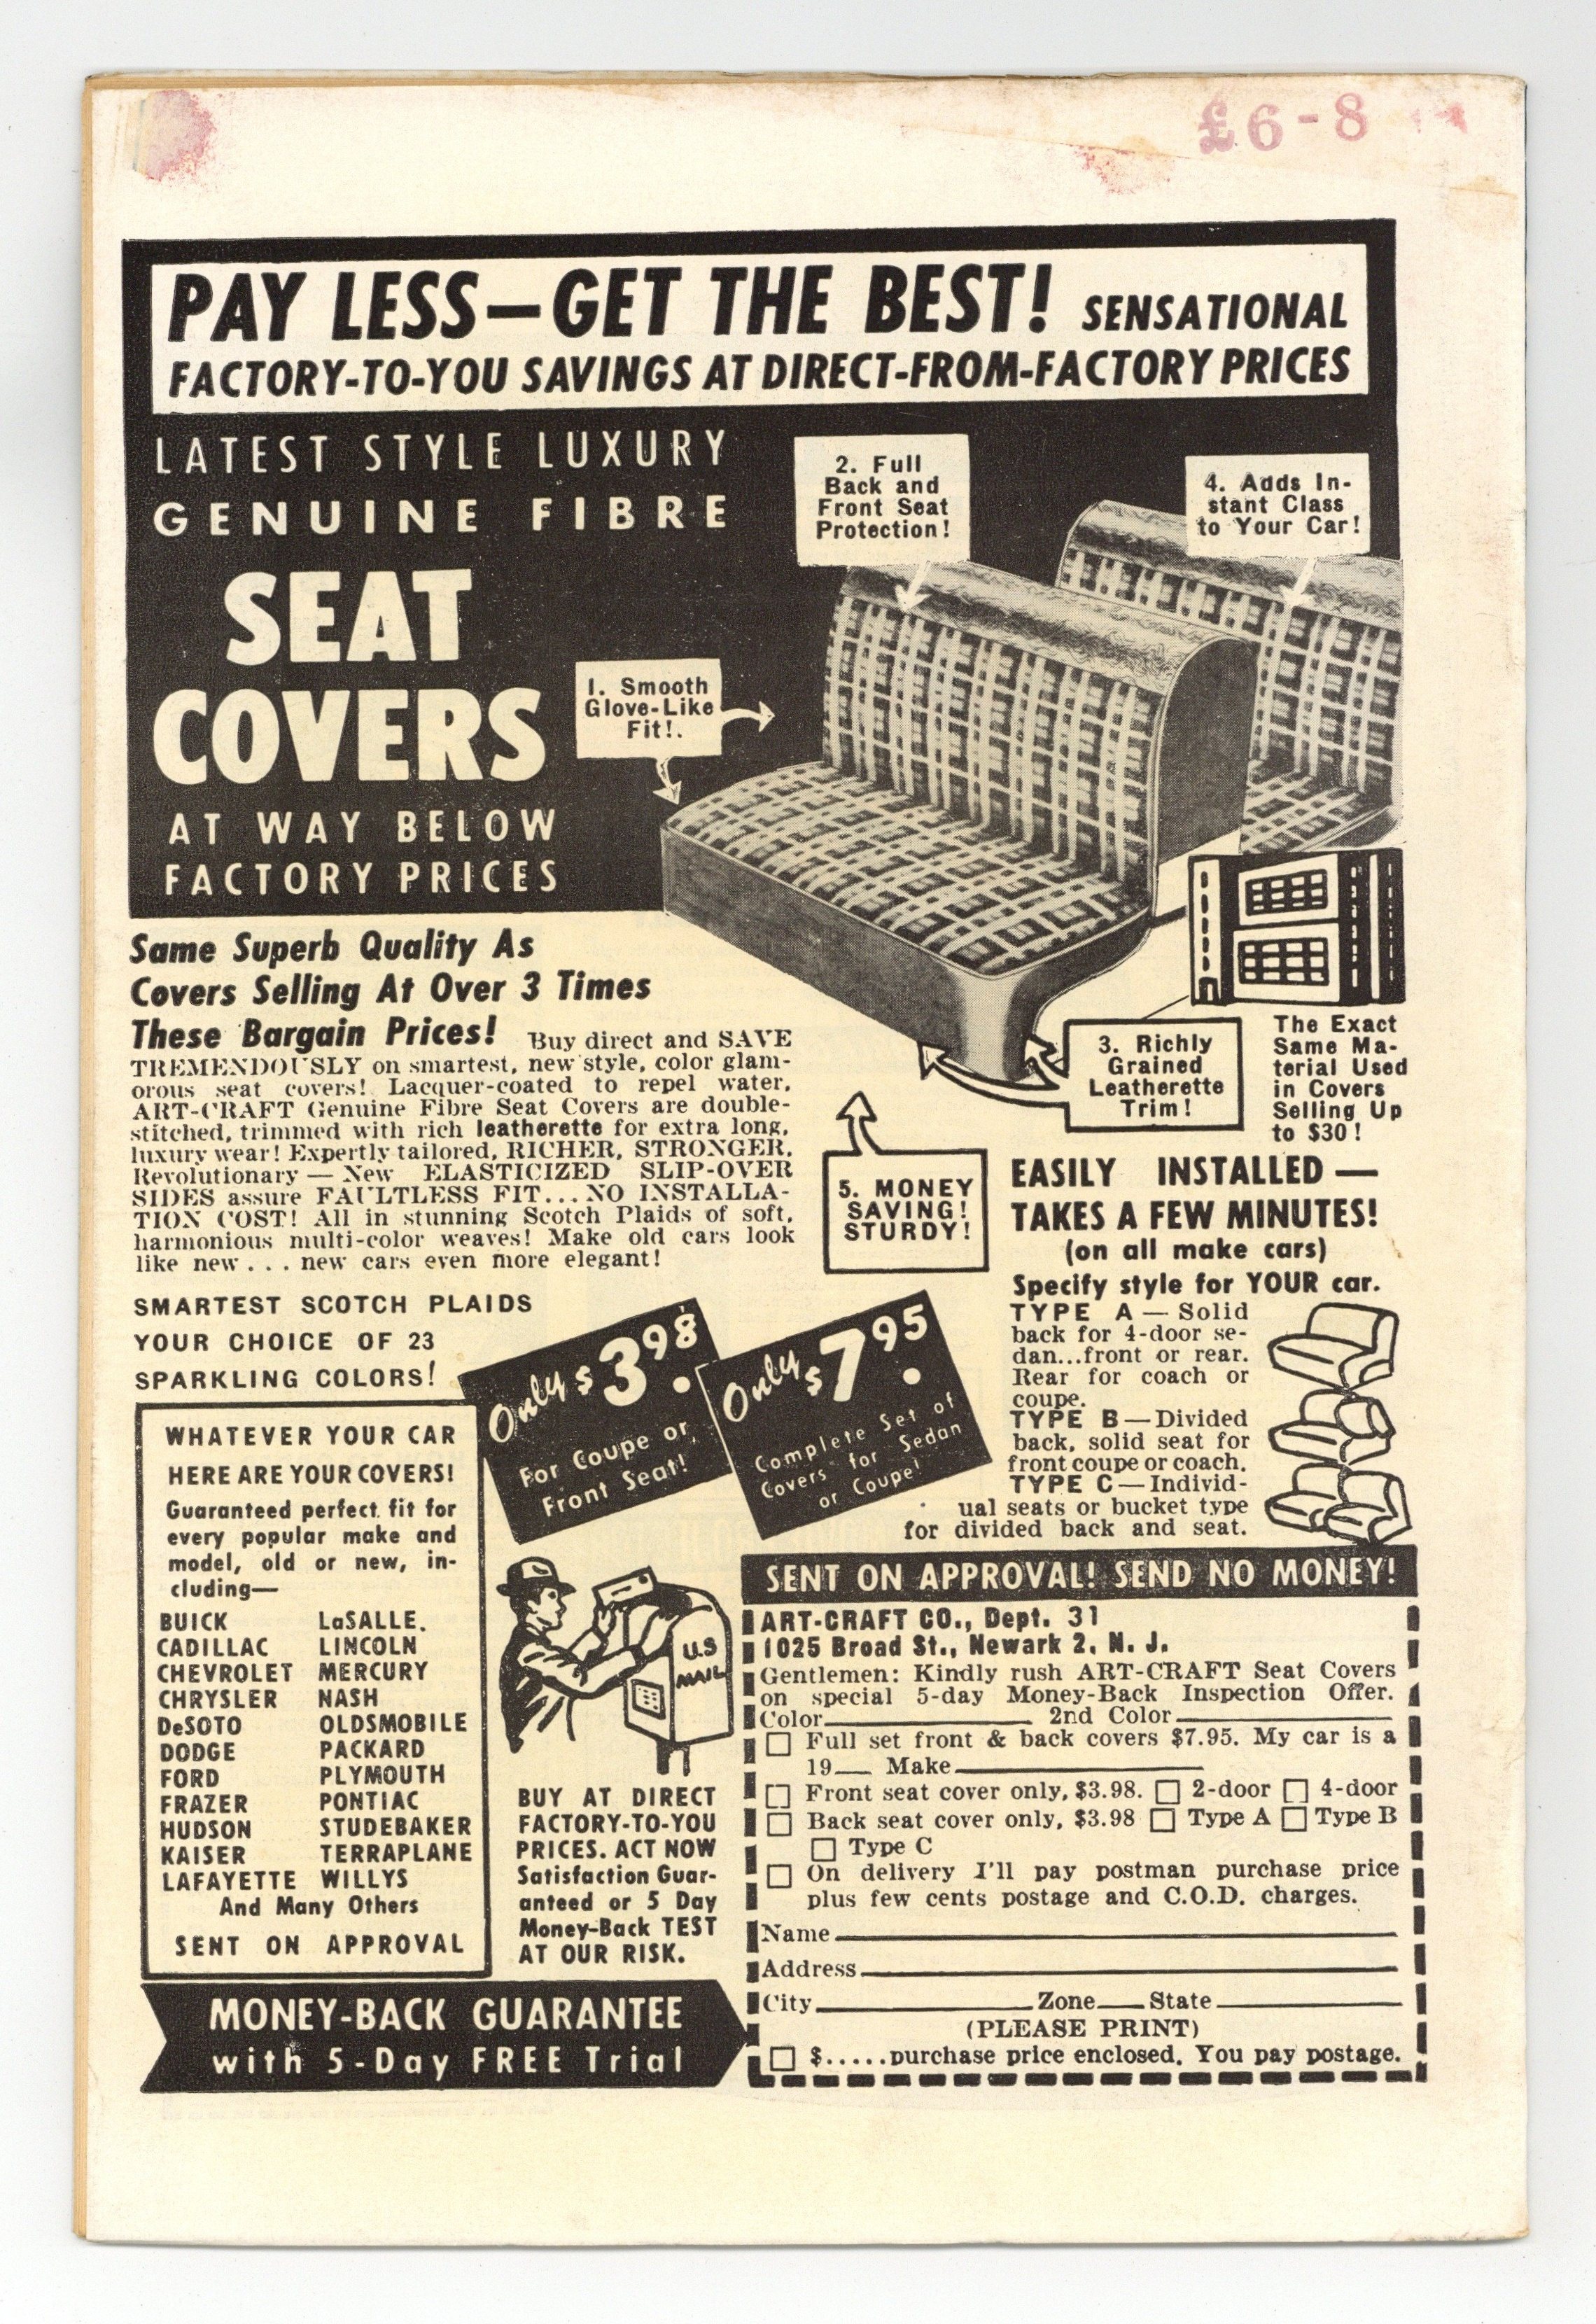 £6-8
PAY LESS—GET THE BEST! SENSATIONAL
FACTORY-TO-YOU SAVINGS AT DIRECT-FROM-FACTORY PRICES
LATEST STYLE LUXURY
GENUINE FIBRE
SEAT
COVERS
AT WAY BELOW
FACTORY PRICES
1. Smooth
Glove-Like
Fit!.
2. Full
Back and
Front Seat
Protection!
4. Adds In-
stant Class
to Your Car!
Same Superb Quality As
Covers Selling At Over 3 Times
These Bargain Prices! Buy direct and SAVE
TREMENDOUSLY on smartest, new style, color glam-
orous seat covers! Lacquer-coated to repel water,
ART-CRAFT Genuine Fibre Seat Covers are double-
stitched, trimmed with rich leatherette for extra long,
luxury wear! Expertly tailored, RICHER, STRONGER.
Revolutionary — New ELASTICIZED SLIP-OVER
SIDES assure FAULTLESS FIT...NO INSTALLA-
TION COST! All in stunning Scotch Plaids of soft,
harmonious multi-color weaves! Make old cars look
like new . . . new cars even more elegant!
3. Richly
Grained
Leatherette
Trim!
The Exact
Same Ma-
terial Used
in Covers
Selling Up
to $30!
5. MONEY
SAVING!
STURDY!
EASILY INSTALLED —
TAKES A FEW MINUTES!
(on all make cars)
Specify style for YOUR car.
TYPE A — Solid
back for 4-door se-
dan...front or rear.
Rear for coach or
coupe.
TYPE B—Divided
back, solid seat for
front coupe or coach.
TYPE C—Individ-
ual seats or bucket type
for divided back and seat.
SMARTEST SCOTCH PLAIDS
YOUR CHOICE OF 23
SPARKLING COLORS!
Only $3.98
For Coupe or
Front Seat!
Only $7.95
Complete Set of
Covers for Sedan
or Coupe!
WHATEVER YOUR CAR
HERE ARE YOUR COVERS!
Guaranteed perfect fit for
every popular make and
model, old or new, in-
cluding—
BUICK LaSALLE.
CADILLAC LINCOLN
CHEVROLET MERCURY
CHRYSLER NASH
DeSOTO OLDSMOBILE
DODGE PACKARD
FORD PLYMOUTH
FRAZER PONTIAC
HUDSON STUDEBAKER
KAISER TERRAPLANE
LAFAYETTE WILLYS
And Many Others
SENT ON APPROVAL
U.S
MAIL
BUY AT DIRECT
FACTORY-TO-YOU
PRICES. ACT NOW
Satisfaction Guar-
anteed or 5 Day
Money-Back TEST
AT OUR RISK.
MONEY-BACK GUARANTEE
with 5-Day FREE Trial
SENT ON APPROVAL! SEND NO MONEY!
ART-CRAFT CO., Dept. 31
1025 Broad St., Newark 2, N. J.
Gentlemen: Kindly rush ART-CRAFT Seat Covers
on special 5-day Money-Back Inspection Offer.
Color 2nd Color
Full set front & back covers $7.95. My car is a
19 Make
Front seat cover only, $3.98. 2-door 4-door
Back seat cover only, $3.98 Type A Type B
Type C
On delivery I'll pay postman purchase price
plus few cents postage and C.O.D. charges.
Name
Address
City Zone State
(PLEASE PRINT)
$.....purchase price enclosed. You pay postage.